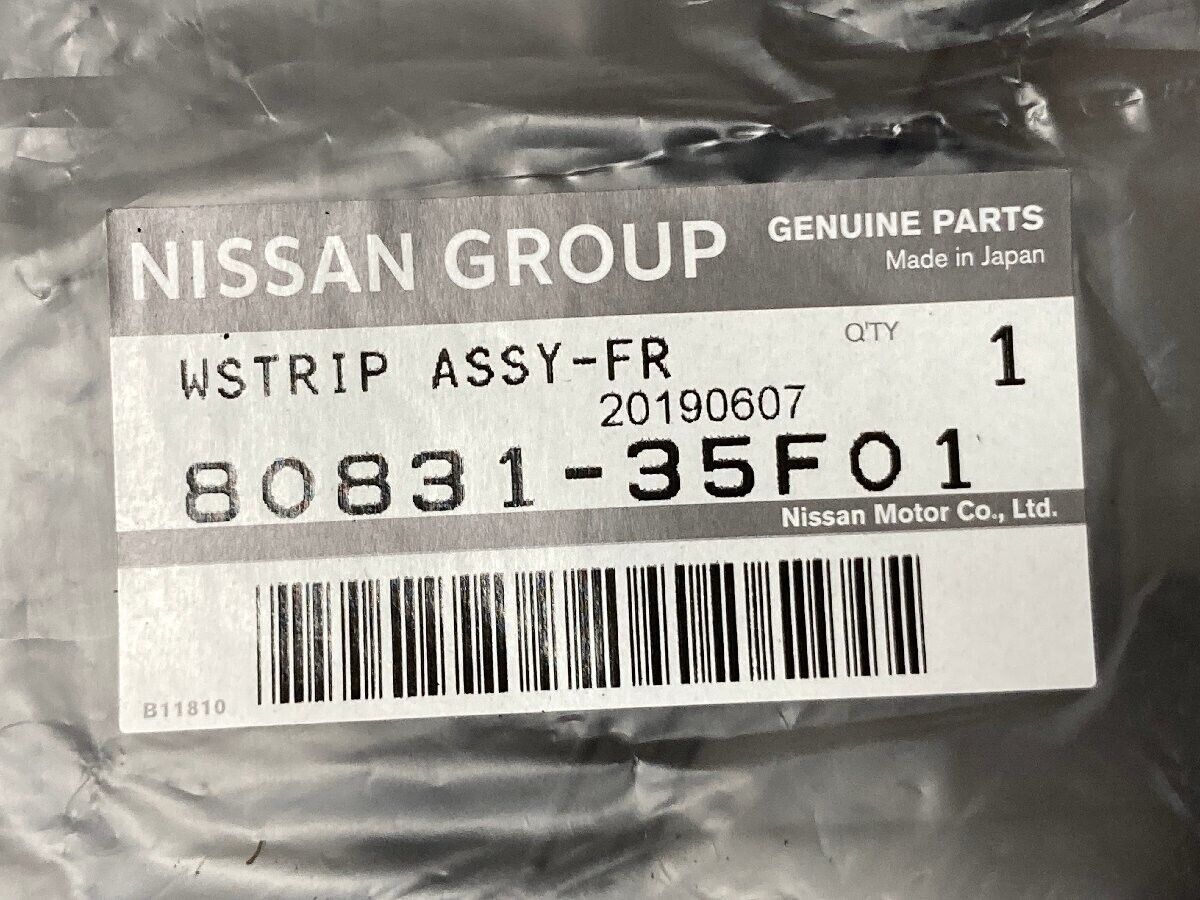 NISSAN GROUP
GENUINE PARTS
Made in Japan
WSTRIP ASSY-FR
Q'TY
1
20190607
80831-35F01
Nissan Motor Co., Ltd.
B11810